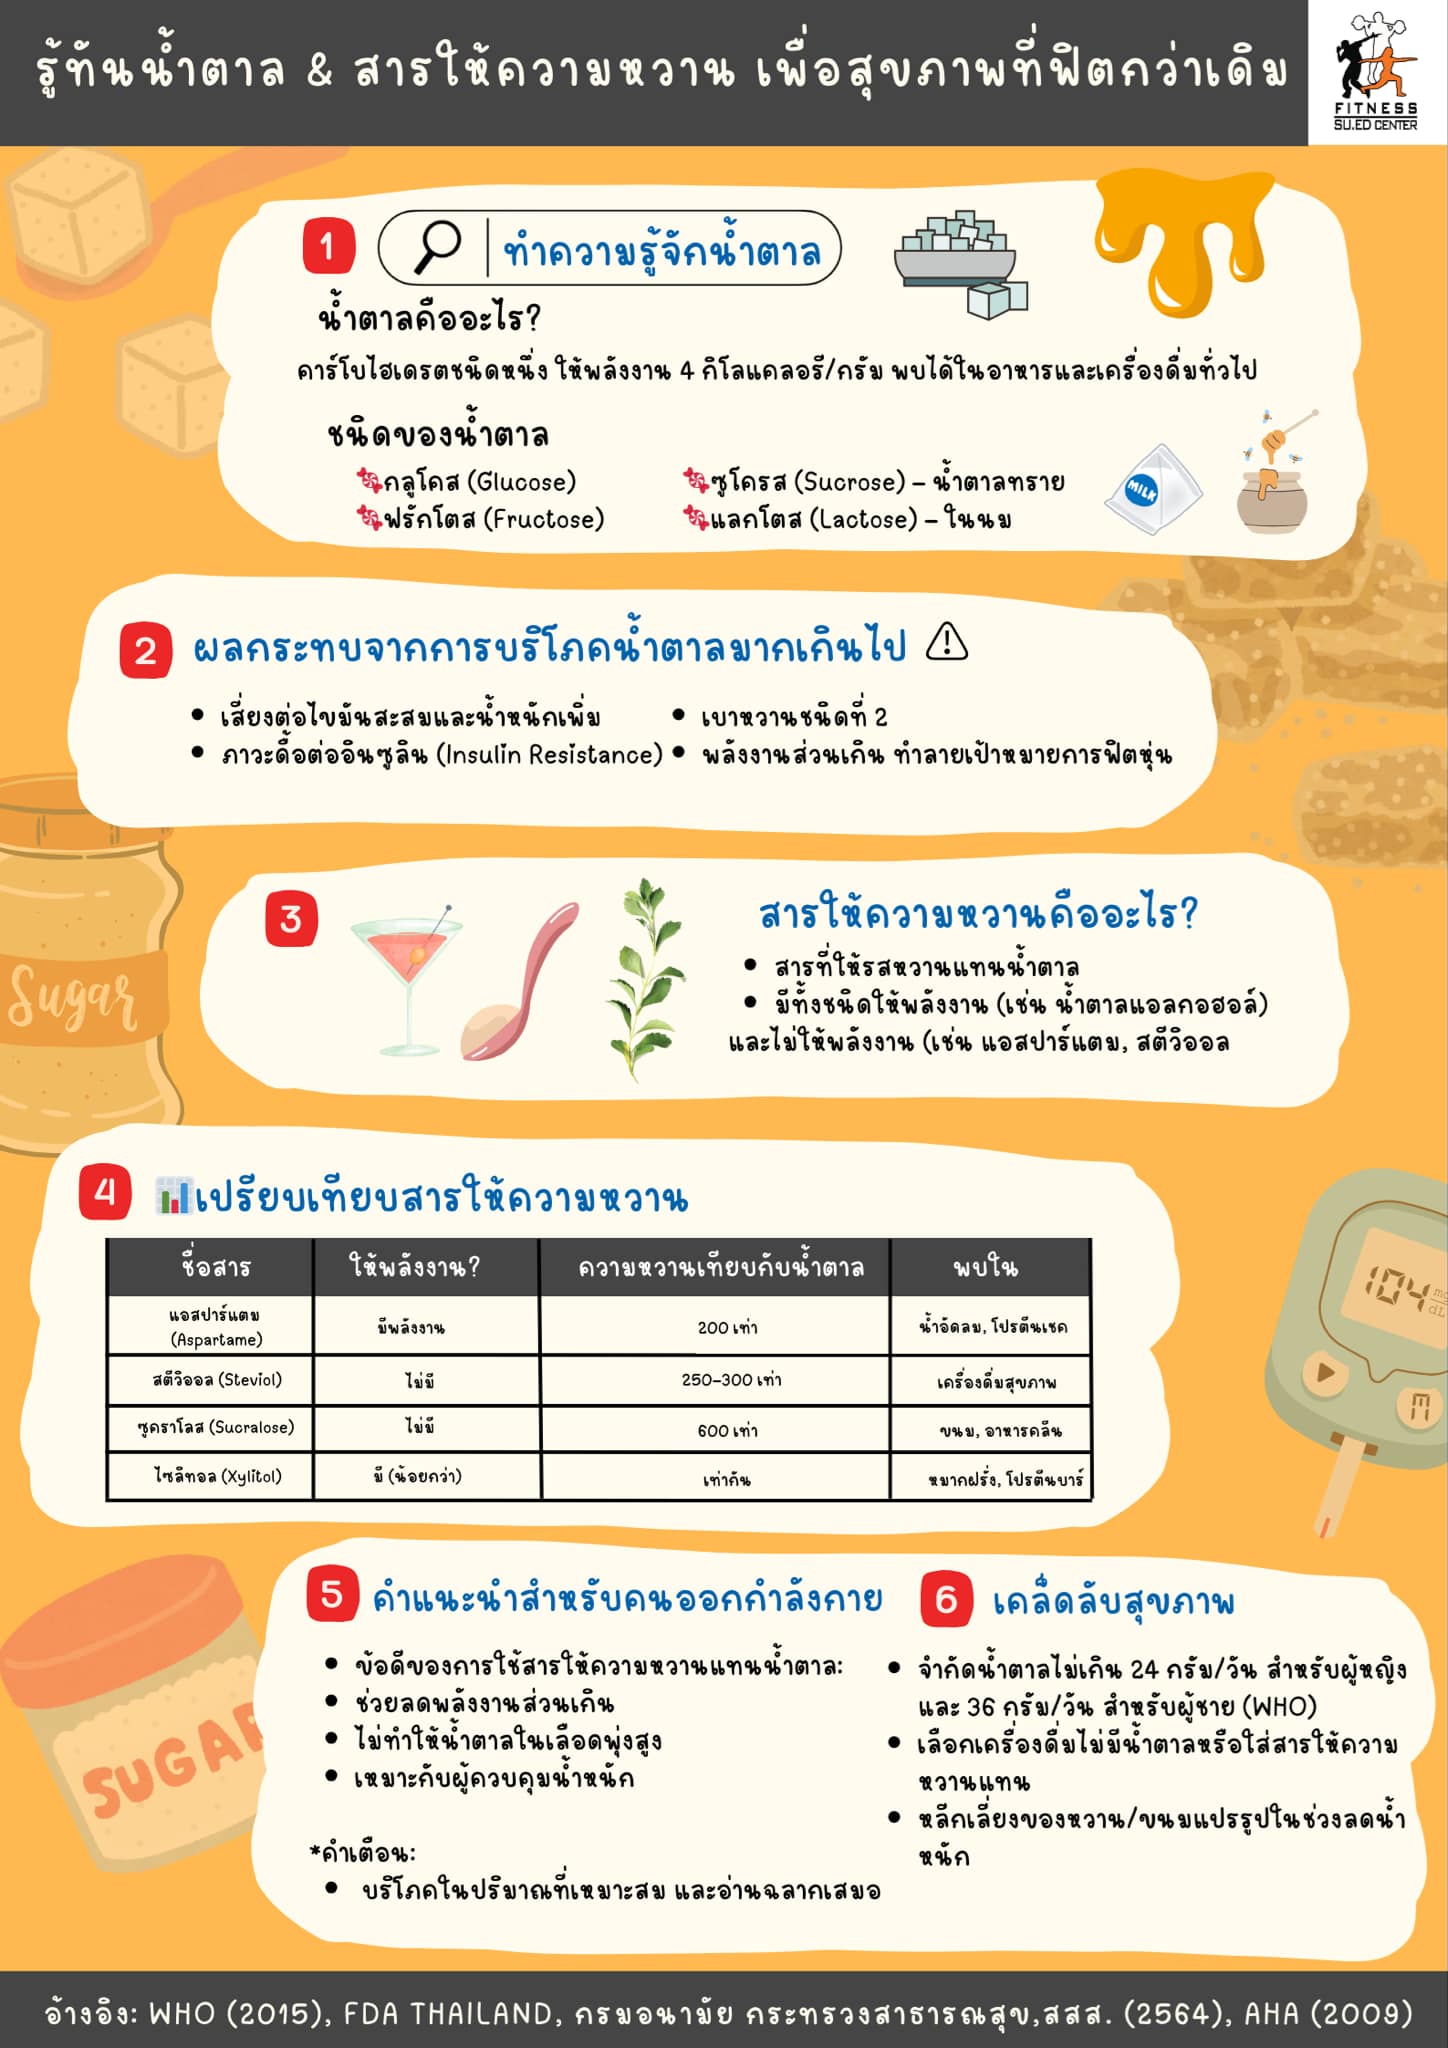 รู้ทันน้ำตาล & สารให้ความหวาน เพื่อสุขภาพที่ฟิตกว่าเดิม
FITNESS
SU.ED CENTER
1
ทำความรู้จักน้ำตาล
น้ำตาลคืออะไร?
คาร์โบไฮเดรตชนิดหนึ่ง ให้พลังงาน 4 กิโลแคลอรี/กรัม พบได้ในอาหารและเครื่องดื่มทั่วไป
ชนิดของน้ำตาล
กลูโคส (Glucose)
ซูโครส (Sucrose) – น้ำตาลทราย
ฟรักโตส (Fructose)
แลกโตส (Lactose) – ในนม
MILK
2
ผลกระทบจากการบริโภคน้ำตาลมากเกินไป
• เสี่ยงต่อไขมันสะสมและน้ำหนักเพิ่ม
• ภาวะดื้อต่ออินซูลิน (Insulin Resistance)
• เบาหวานชนิดที่ 2
• พลังงานส่วนเกิน ทำลายเป้าหมายการฟิตหุ่น
Sugar
3
สารให้ความหวานคืออะไร?
• สารที่ให้รสหวานแทนน้ำตาล
• มีทั้งชนิดให้พลังงาน (เช่น น้ำตาลแอลกอฮอล์)
และไม่ให้พลังงาน (เช่น แอสปาร์แตม, สตีวิออล
4
เปรียบเทียบสารให้ความหวาน
ชื่อสาร ให้พลังงาน? ความหวานเทียบกับน้ำตาล พบใน
แอสปาร์แตม
(Aspartame) มีพลังงาน 200 เท่า น้ำอัดลม, โปรตีนเชค
สตีวิออล (Steviol) ไม่มี 250–300 เท่า เครื่องดื่มสุขภาพ
ซูคราโลส (Sucralose) ไม่มี 600 เท่า ขนม, อาหารคลีน
ไซลิทอล (Xylitol) มี (น้อยกว่า) เท่ากัน หมากฝรั่ง, โปรตีนบาร์
104 mg
dL
M
SUGAR
5
คำแนะนำสำหรับคนออกกำลังกาย
• ข้อดีของการใช้สารให้ความหวานแทนน้ำตาล:
• ช่วยลดพลังงานส่วนเกิน
• ไม่ทำให้น้ำตาลในเลือดพุ่งสูง
• เหมาะกับผู้ควบคุมน้ำหนัก
*คำเตือน:
• บริโภคในปริมาณที่เหมาะสม และอ่านฉลากเสมอ
6
เคล็ดลับสุขภาพ
• จำกัดน้ำตาลไม่เกิน 24 กรัม/วัน สำหรับผู้หญิง
และ 36 กรัม/วัน สำหรับผู้ชาย (WHO)
• เลือกเครื่องดื่มไม่มีน้ำตาลหรือใส่สารให้ความ
หวานแทน
• หลีกเลี่ยงของหวาน/ขนมแปรรูปในช่วงลดน้ำ
หนัก
อ้างอิง: WHO (2015), FDA THAILAND, กรมอนามัย กระทรวงสาธารณสุข,สสส. (2564), AHA (2009)